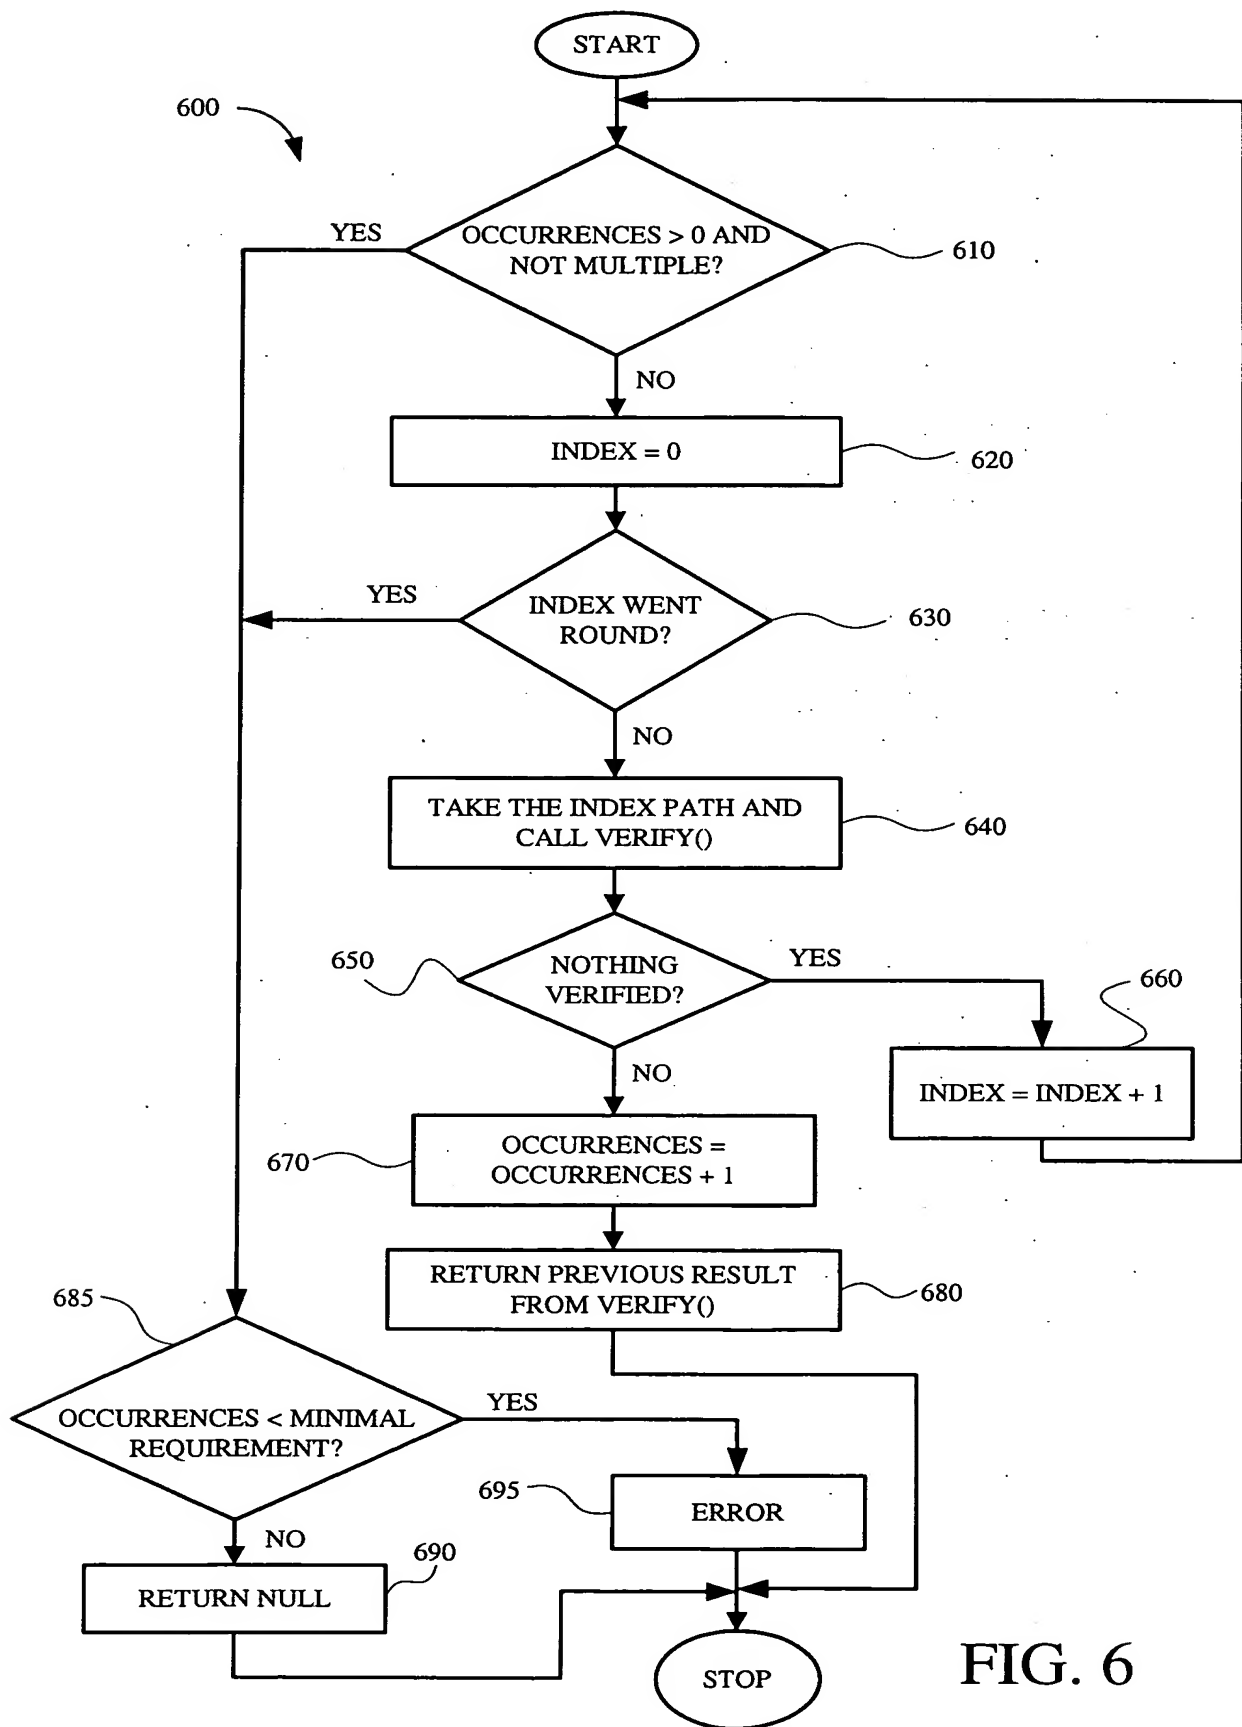 START
600
YES
OCCURRENCES > 0 AND
NOT MULTIPLE?
610
NO
INDEX = 0
620
YES
INDEX WENT
ROUND?
630
NO
TAKE THE INDEX PATH AND
CALL VERIFY()
640
650
NOTHING
VERIFIED?
YES
660
NO
INDEX = INDEX + 1
670
OCCURRENCES =
OCCURRENCES + 1
RETURN PREVIOUS RESULT
FROM VERIFY()
680
685
YES
OCCURRENCES < MINIMAL
REQUIREMENT?
695
ERROR
NO
690
RETURN NULL
STOP
FIG. 6